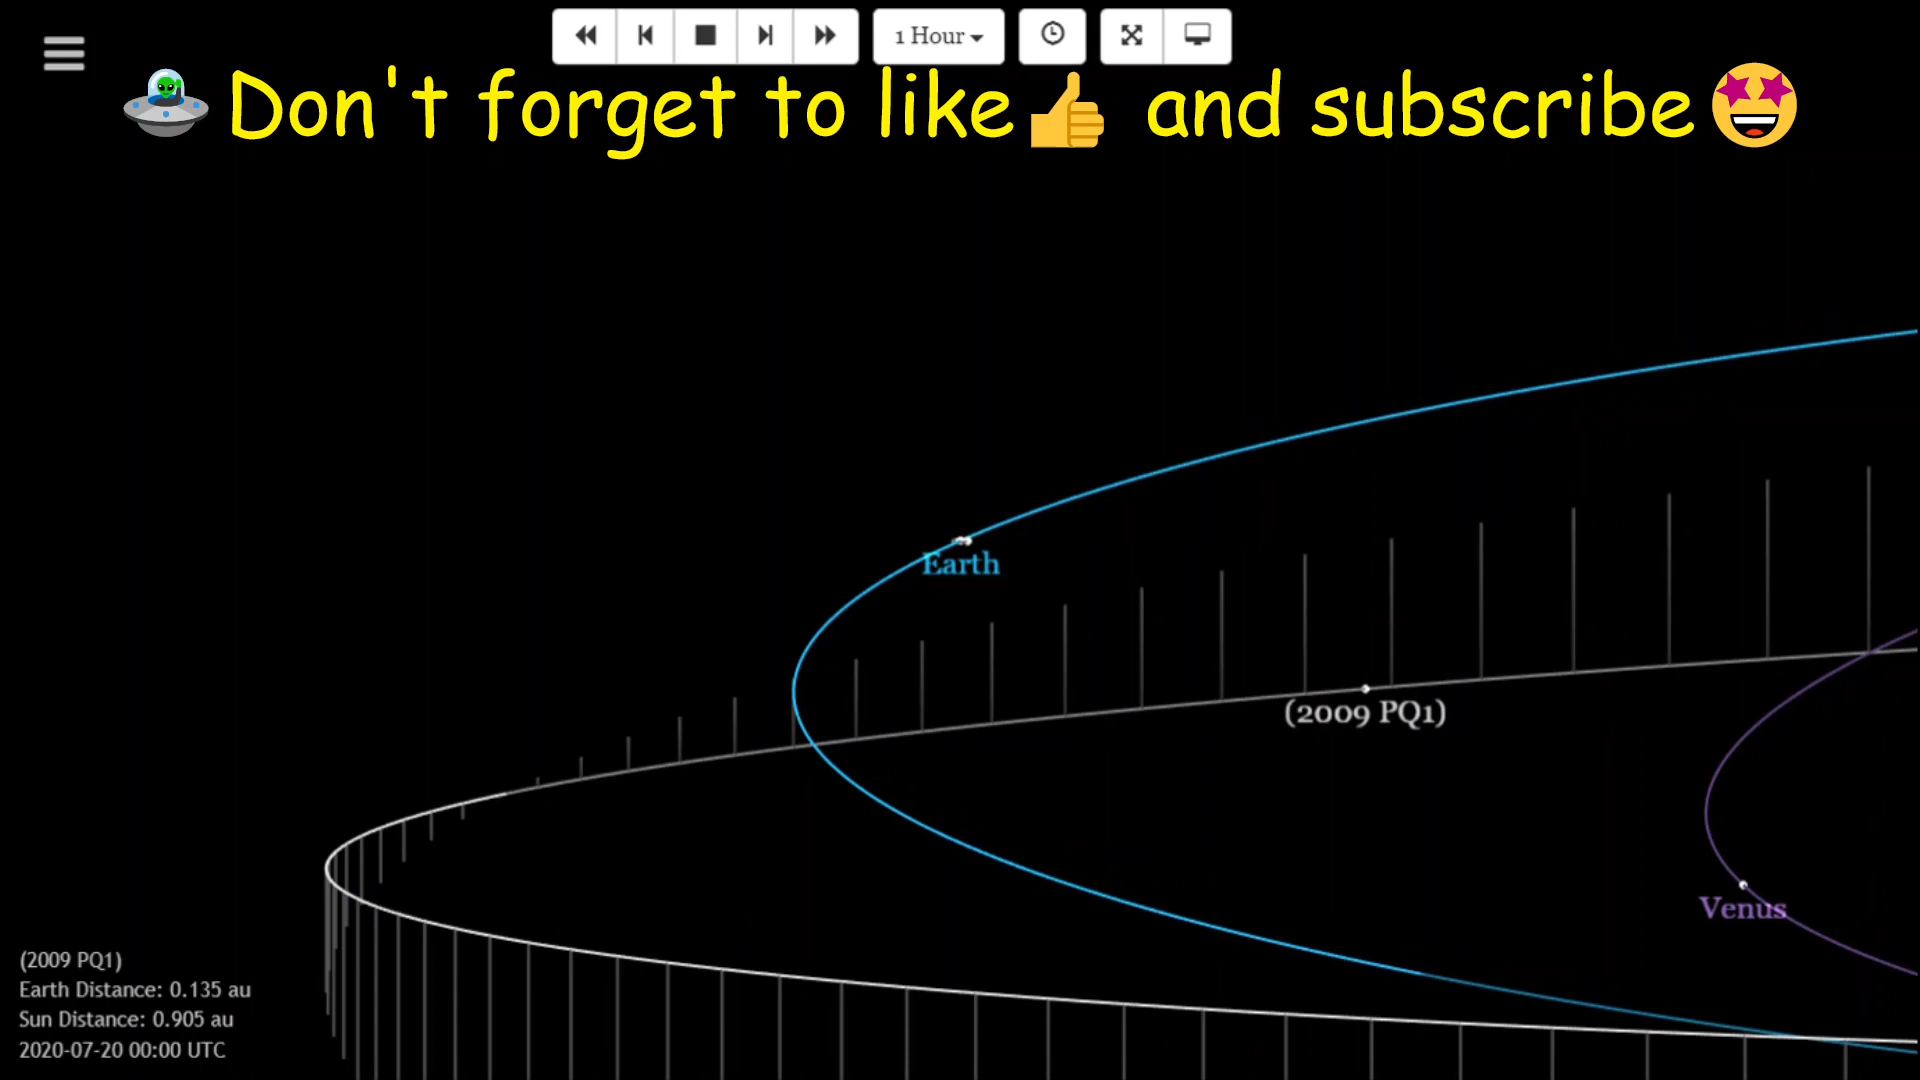 1 Hour
🛸Don't forget to like👍 and subscribe🤩
Earth
(2009 PQ1)
Venus
(2009 PQ1)
Earth Distance: 0.135 au
Sun Distance: 0.905 au
2020-07-20 00:00 UTC